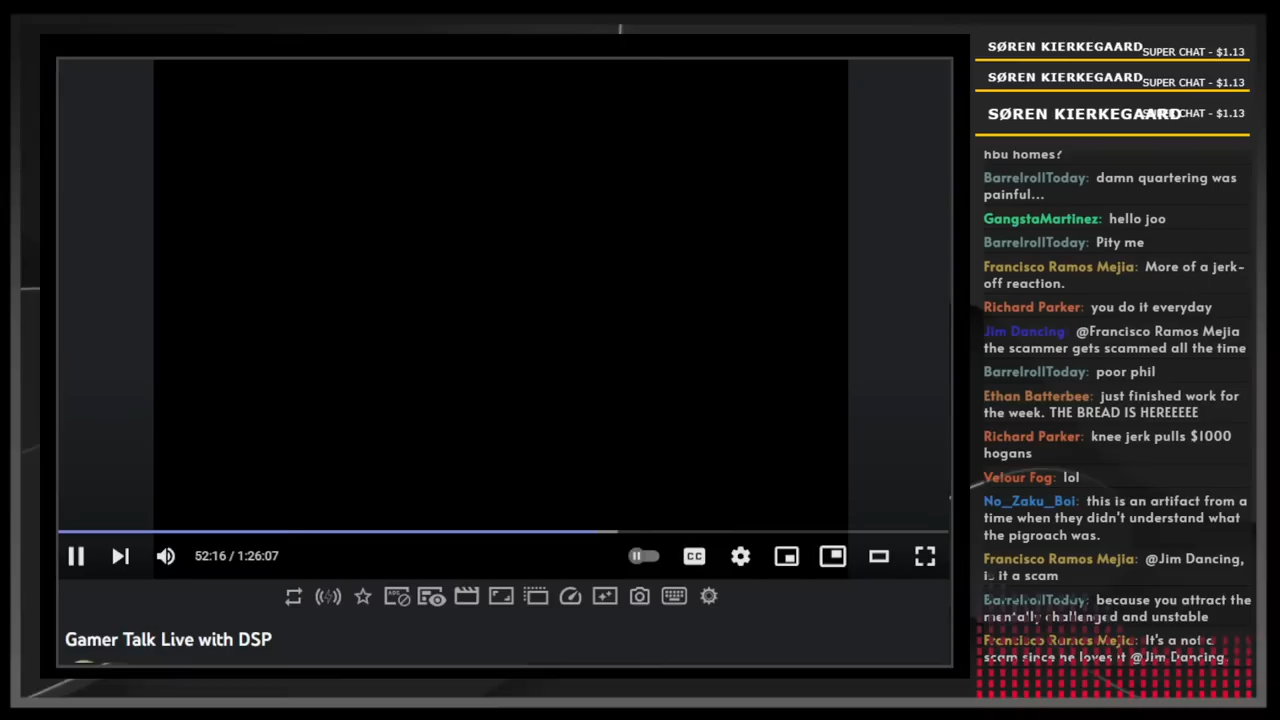 SØREN KIERKEGAARD SUPER CHAT - $1.13
SØREN KIERKEGAARD SUPER CHAT - $1.13
SØREN KIERKEGAARD CHAT - $1.13
hbu homes?
BarrelrollToday: damn quartering was
painful...
GangstaMartinez: hello joo
BarrelrollToday: Pity me
Francisco Ramos Mejia: More of a jerk-
off reaction.
Richard Parker: you do it everyday
Jim Dancing: @Francisco Ramos Mejia
the scammer gets scammed all the time
BarrelrollToday: poor phil
Ethan Batterbee: just finished work for
the week. THE BREAD IS HEREEEEE
Richard Parker: knee jerk pulls $1000
hogans
Velour Fog: lol
No_Zaku_Boi: this is an artifact from a
time when they didn't understand what
the pigroach was.
Francisco Ramos Mejia: @Jim Dancing,
is it a scam
BarrelrollToday: because you attract the
mentally challenged and unstable
Francisco Ramos Mejia: It's a not a
scam since he loves it @Jim Dancing.
52:16 / 1:26:07
CC
Gamer Talk Live with DSP